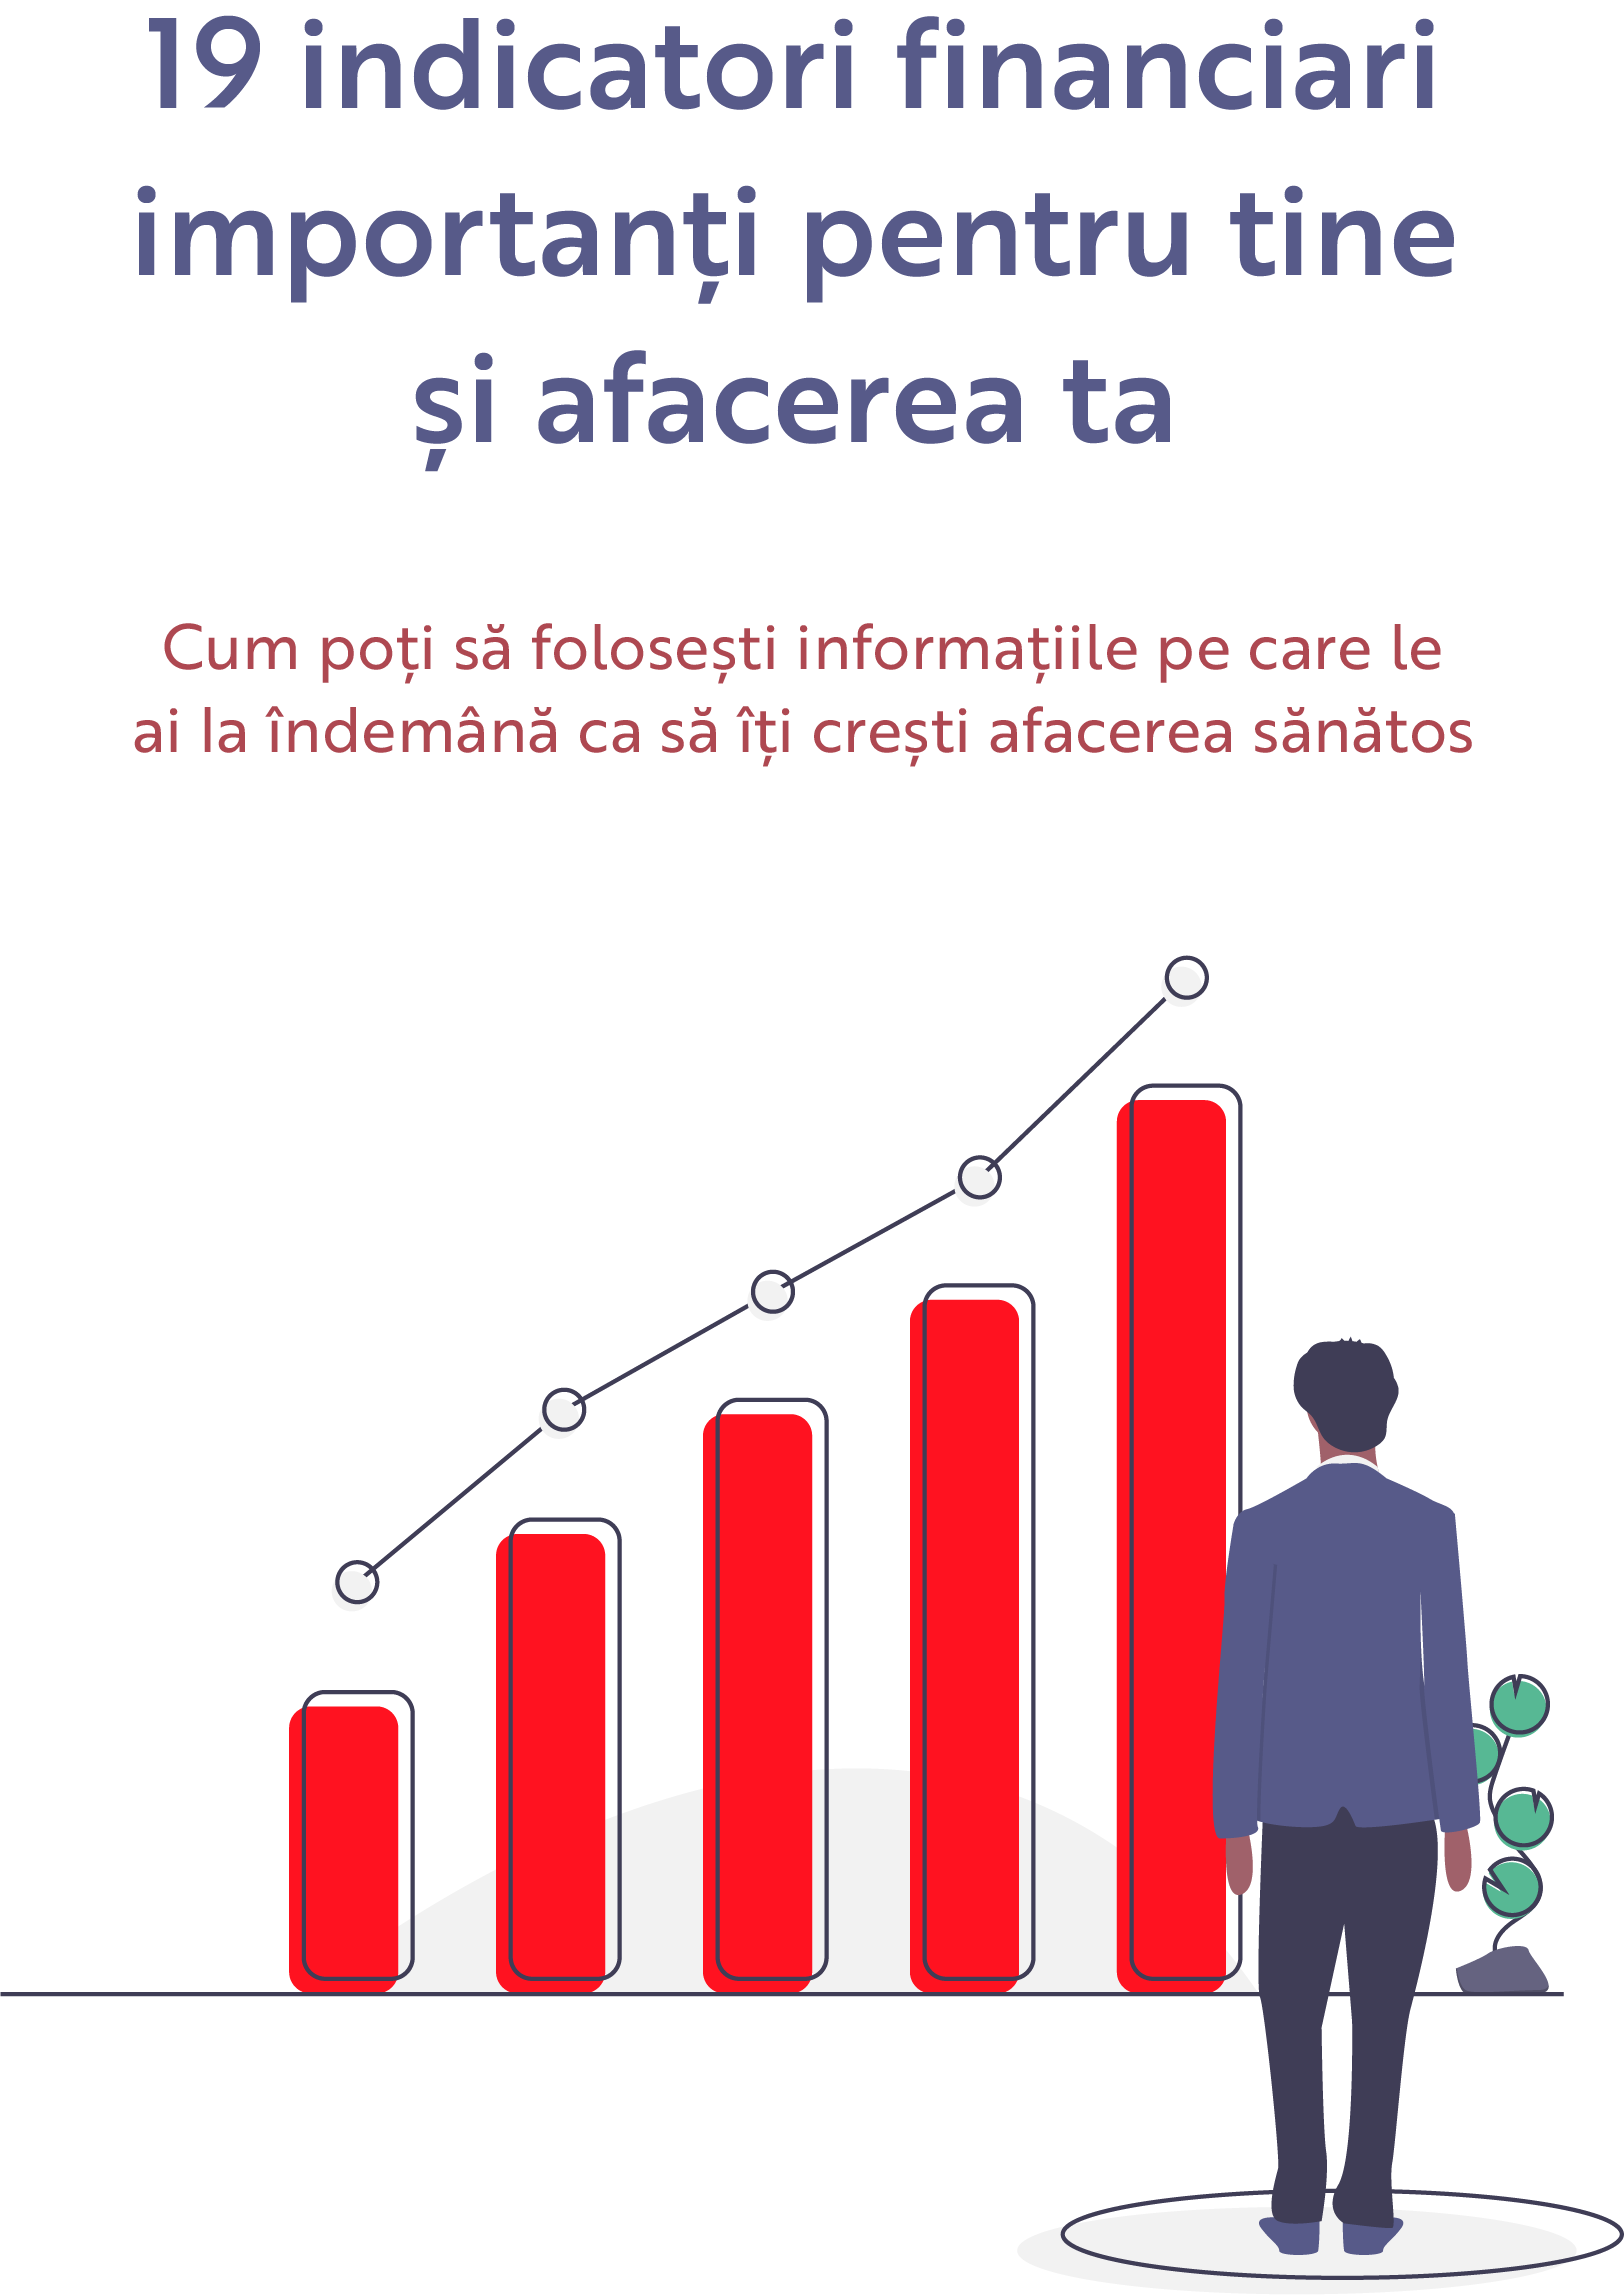 19 indicatori financiari
importanți pentru tine
și afacerea ta
Cum poți să folosești informațiile pe care le
ai la îndemână ca să îți crești afacerea sănătos